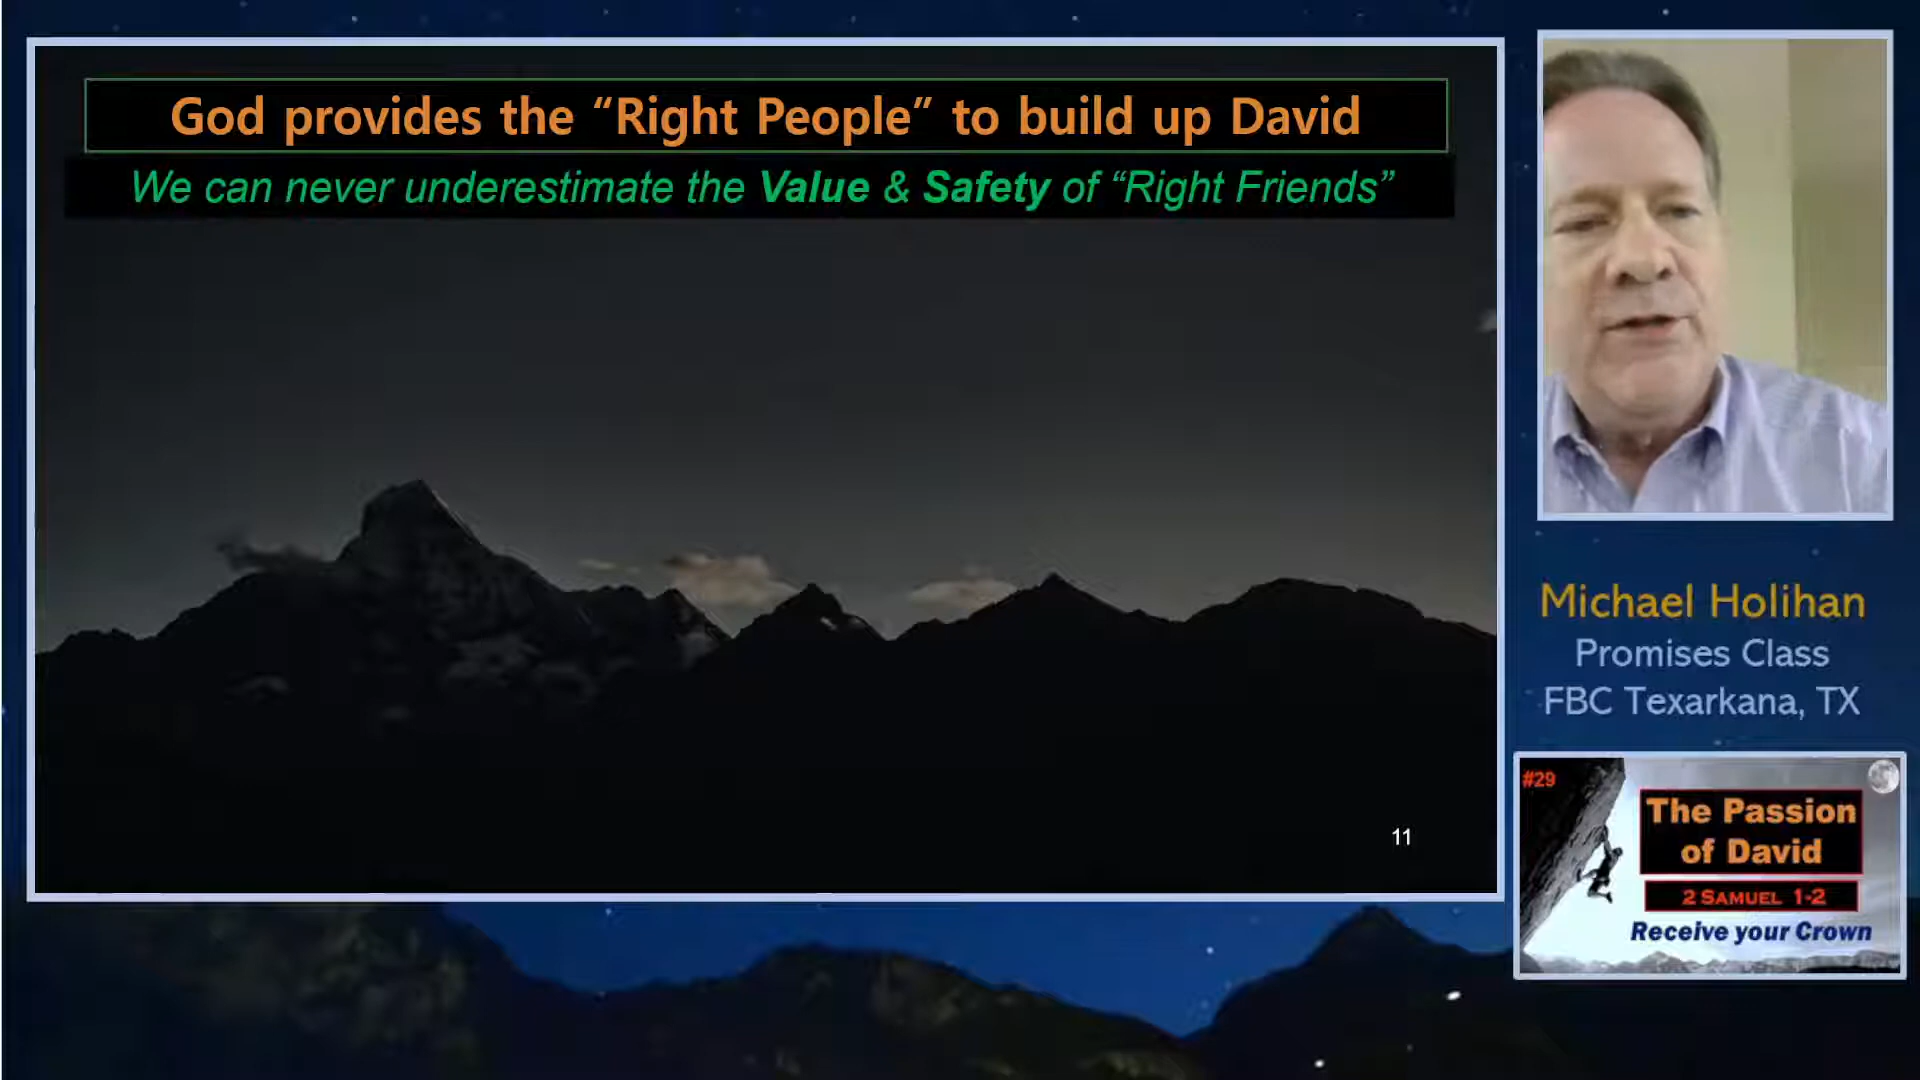 God provides the “Right People” to build up David
We can never underestimate the Value & Safety of “Right Friends”
11
Michael Holihan
Promises Class
FBC Texarkana, TX
#29
The Passion
of David
2 SAMUEL 1-2
Receive your Crown